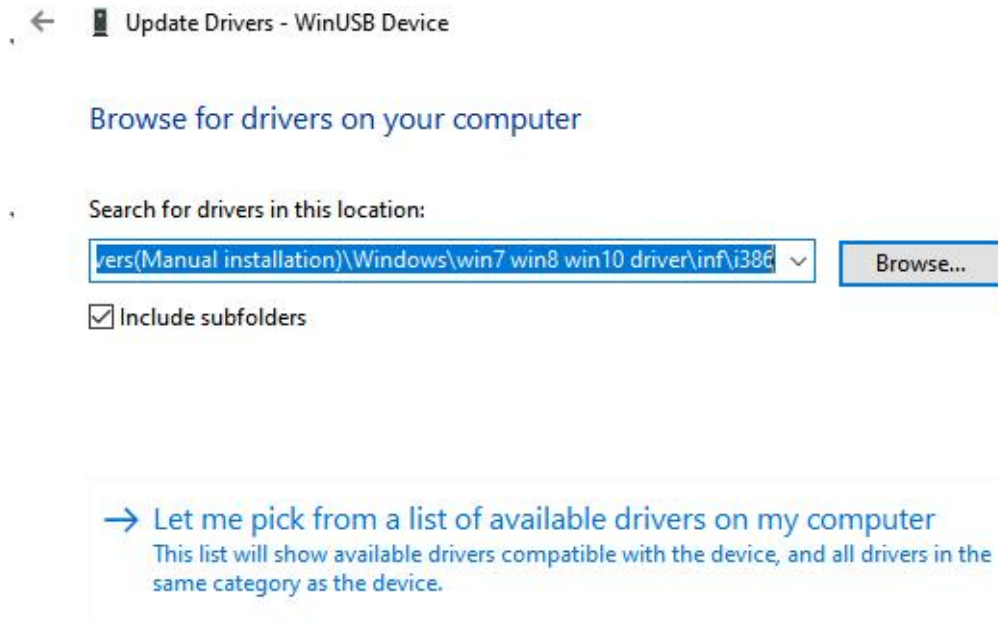 Update Drivers - WinUSB Device
Browse for drivers on your computer
Search for drivers in this location:
vers(Manual installation)\Windows\win7 win8 win10 driver\inf\i386
Browse...
Include subfolders
Let me pick from a list of available drivers on my computer
This list will show available drivers compatible with the device, and all drivers in the
same category as the device.